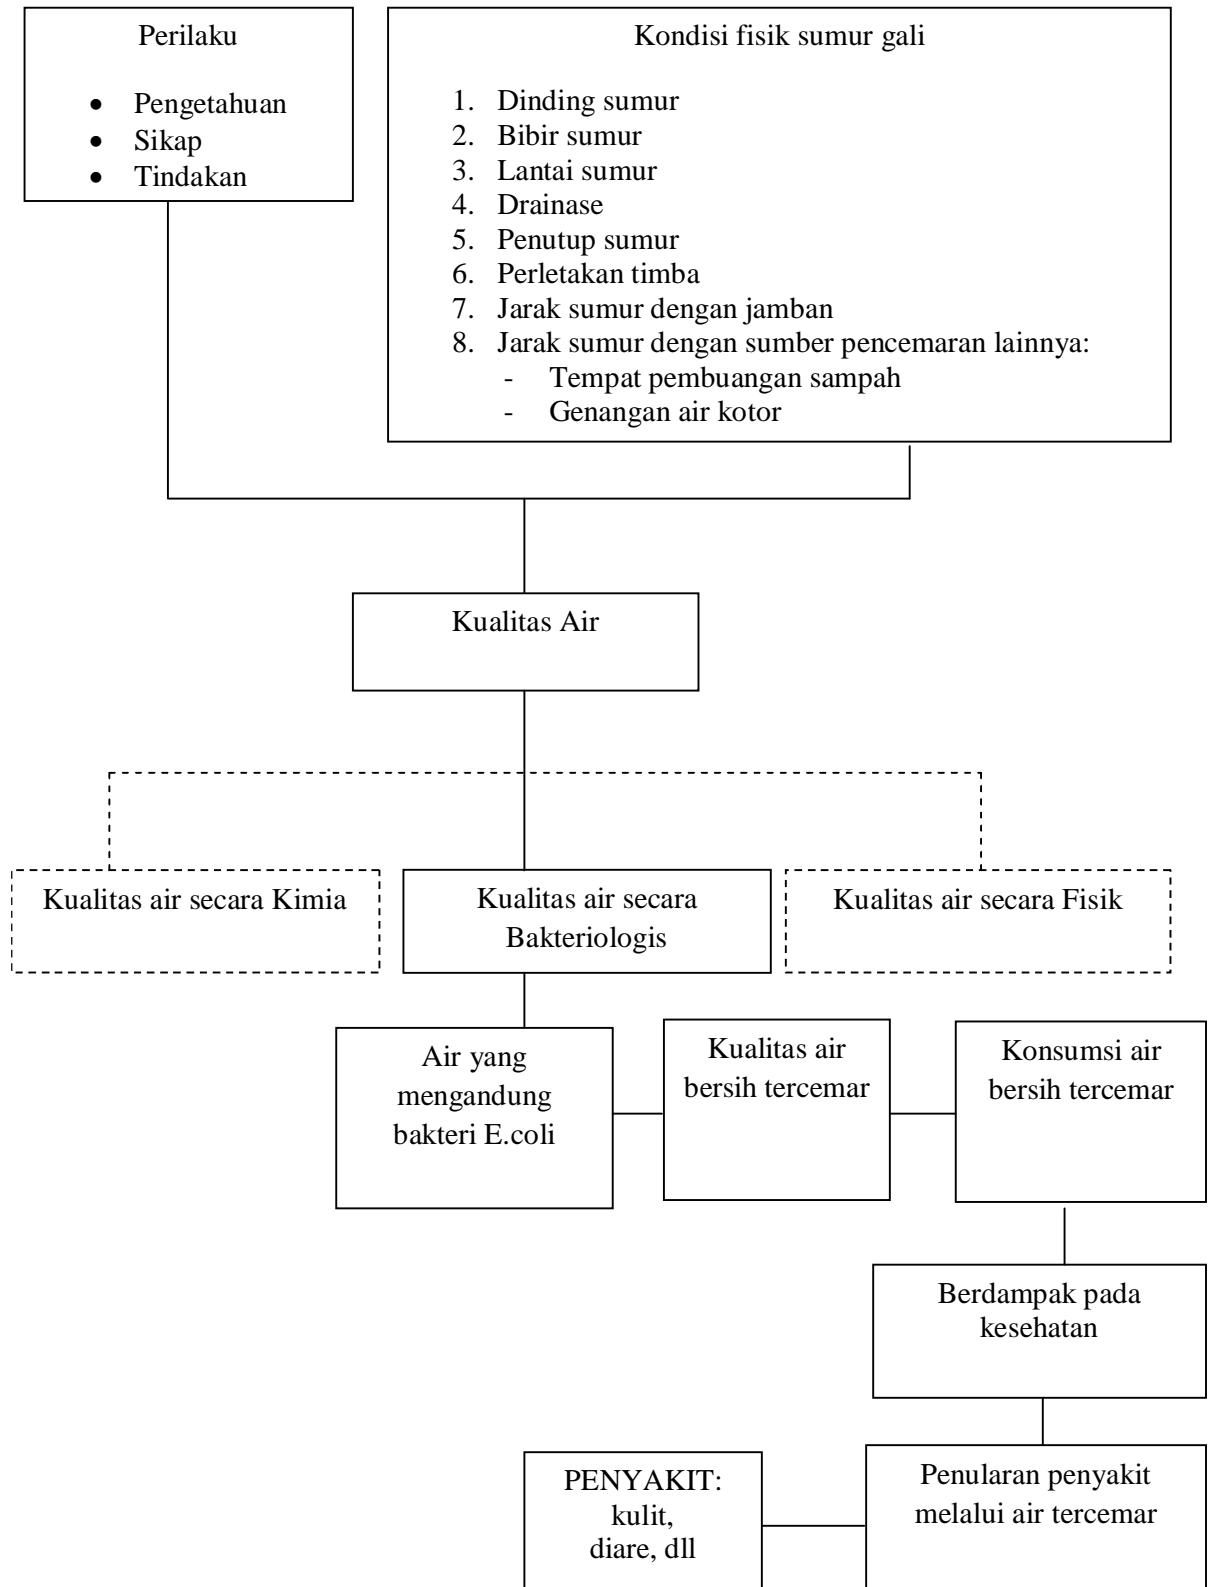 Perilaku
• Pengetahuan
• Sikap
• Tindakan
Kondisi fisik sumur gali
1. Dinding sumur
2. Bibir sumur
3. Lantai sumur
4. Drainase
5. Penutup sumur
6. Perletakan timba
7. Jarak sumur dengan jamban
8. Jarak sumur dengan sumber pencemaran lainnya:
- Tempat pembuangan sampah
- Genangan air kotor
Kualitas Air
Kualitas air secara Kimia
Kualitas air secara
Bakteriologis
Kualitas air secara Fisik
Air yang
mengandung
bakteri E.coli
Kualitas air
bersih tercemar
Konsumsi air
bersih tercemar
Berdampak pada
kesehatan
Penularan penyakit
melalui air tercemar
PENYAKIT:
kulit,
diare, dll